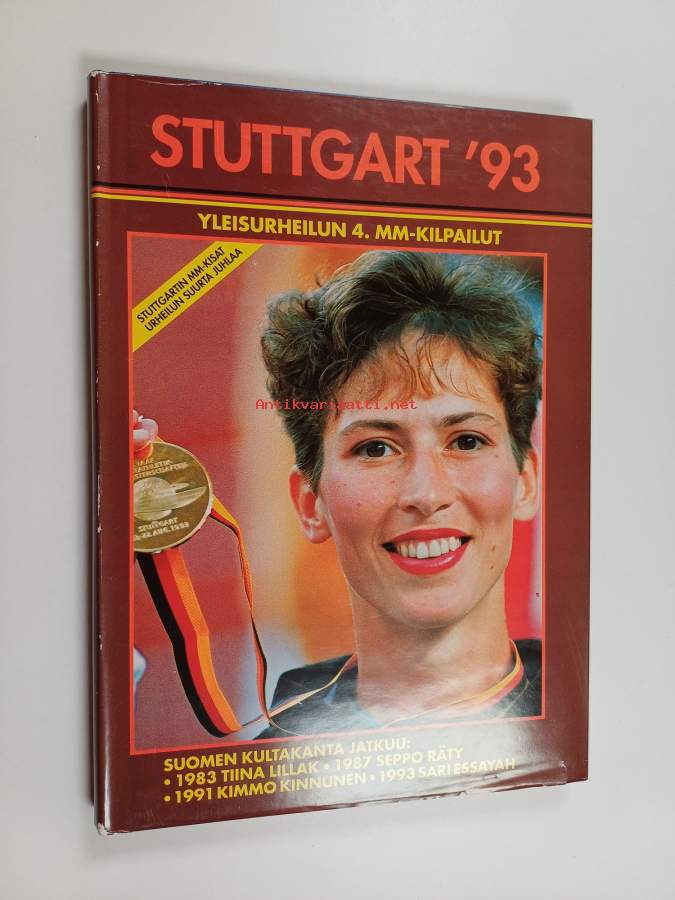 STUTTGART '93
YLEISURHEILUN 4. MM-KILPAILUT
STUTTGARTIN MM-KISAT
URHEILUN SUURTA JUHLAA
Antikvariaatti.net
SUOMEN KULTAKANTA JATKUU:
• 1983 TIINA LILLAK • 1987 SEPPO RÄTY
• 1991 KIMMO KINNUNEN • 1993 SARI ESSAYAH